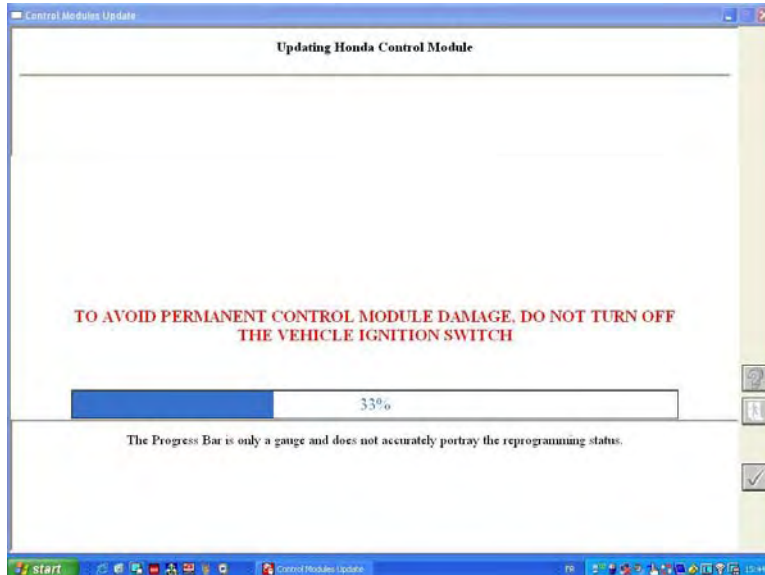 Control Modules Update
Updating Honda Control Module
TO AVOID PERMANENT CONTROL MODULE DAMAGE, DO NOT TURN OFF
THE VEHICLE IGNITION SWITCH
33%
The Progress Bar is only a gauge and does not accurately portray the reprogramming status.
start
Control Modules Update
FR
15:44